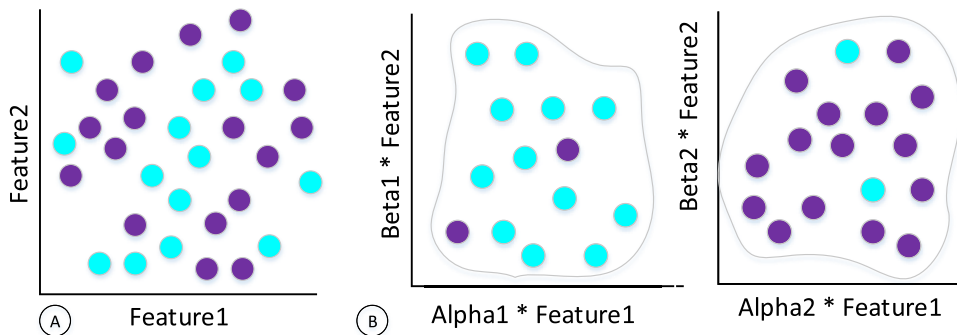 Feature2
A
Feature1
Beta1 * Feature2
B
Alpha1 * Feature1
Beta2 * Feature2
Alpha2 * Feature1